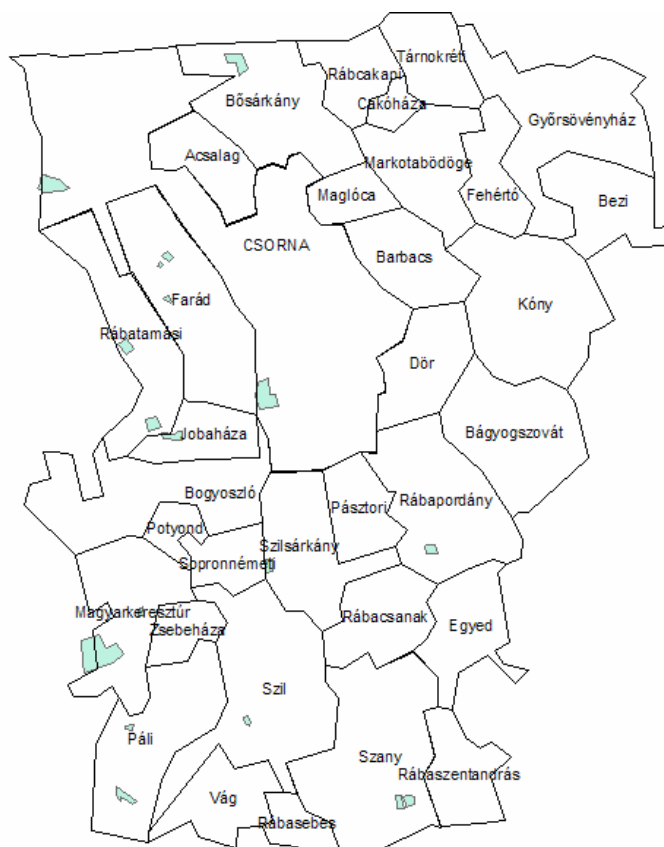 Tárnokréti
Rábcakapi
Cakóháza
Bősárkány
Győrsövényház
Acsalag
Markotabödöge
Maglóca
Fehértó
Bezi
CSORNA
Barbacs
Farád
Kóny
Rábatamási
Dör
Jobaháza
Bágyogszovát
Bogyoszló
Pásztori
Rábapordány
Potyond
Szilsárkány
Sopronnémeti
Magyarkeresztúr
Zsebeháza
Rábacsanak
Egyed
Szil
Páli
Szany
Rábaszentandrás
Vág
Rábasebes